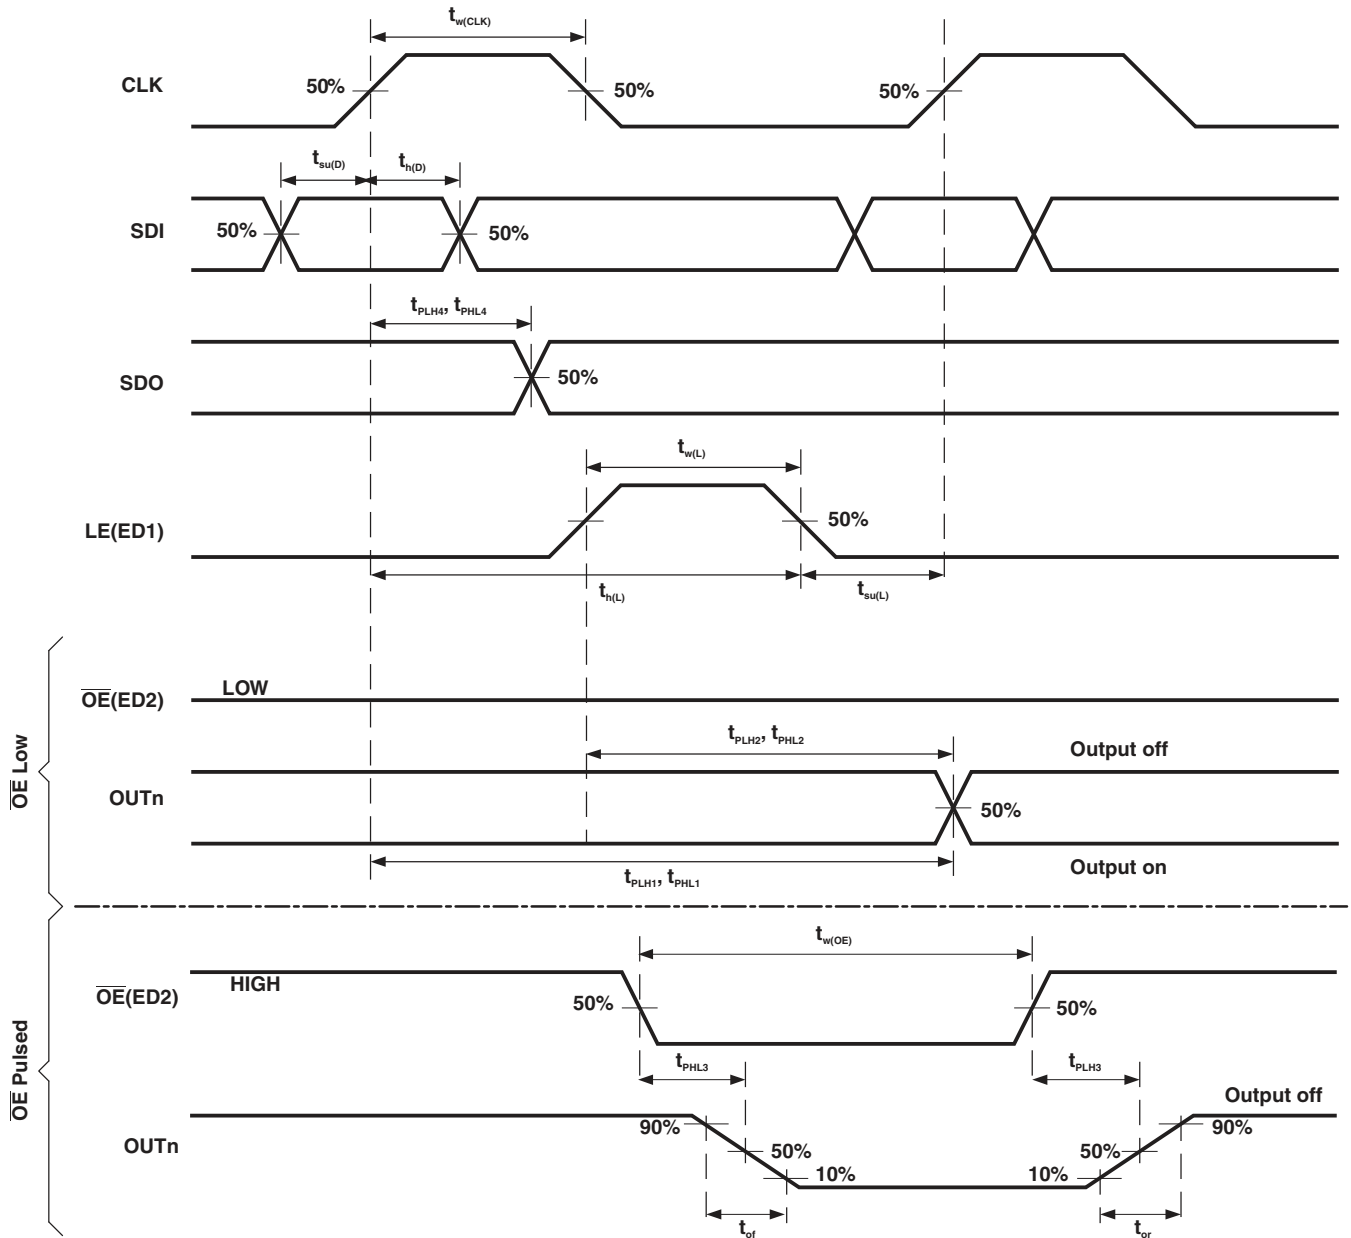 tw(CLK)
CLK
50%
50%
50%
tsu(D)
th(D)
SDI
50%
50%
tPLH4, tPHL4
SDO
50%
tw(L)
LE(ED1)
50%
th(L)
tsu(L)
OE Low
OE(ED2)
LOW
tPLH2, tPHL2
Output off
OUTn
50%
tPLH1, tPHL1
Output on
OE Pulsed
tw(OE)
OE(ED2)
HIGH
50%
50%
tPHL3
tPLH3
Output off
OUTn
90%
50%
10%
10%
50%
90%
tof
tor